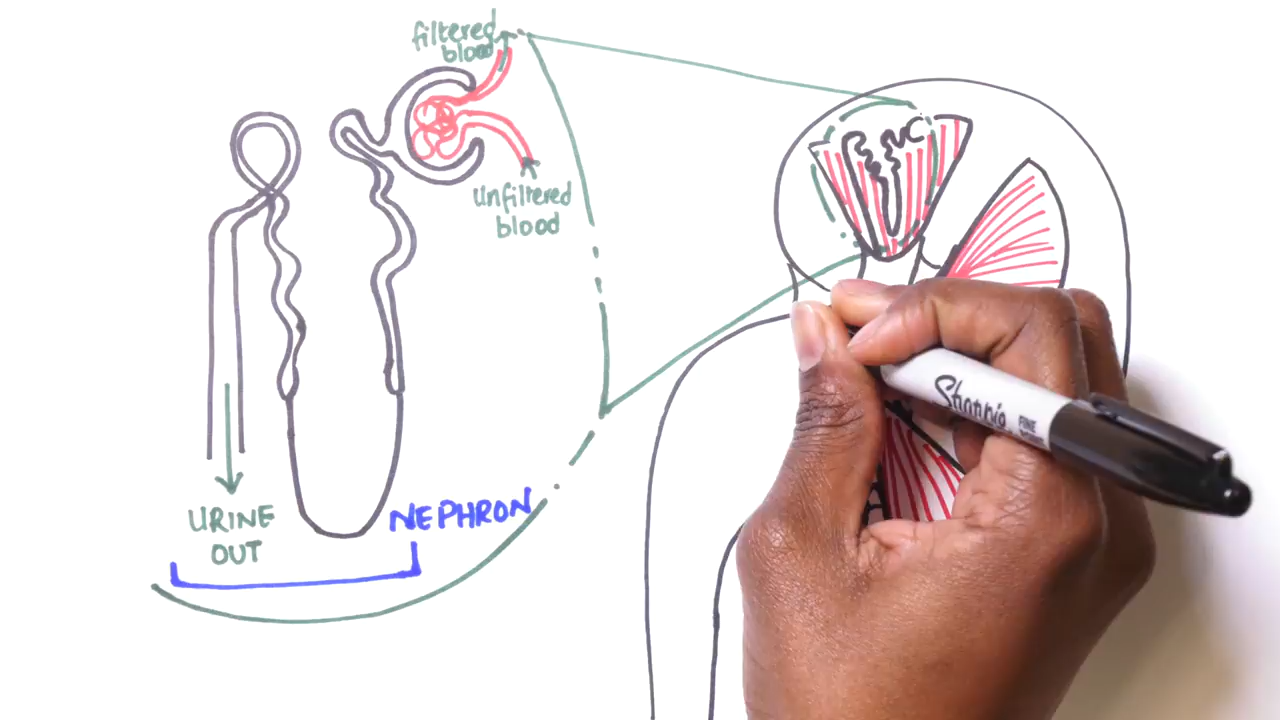 filtered
blood
Unfiltered
blood
URINE
OUT
NEPHRON
Sharpie
FINE